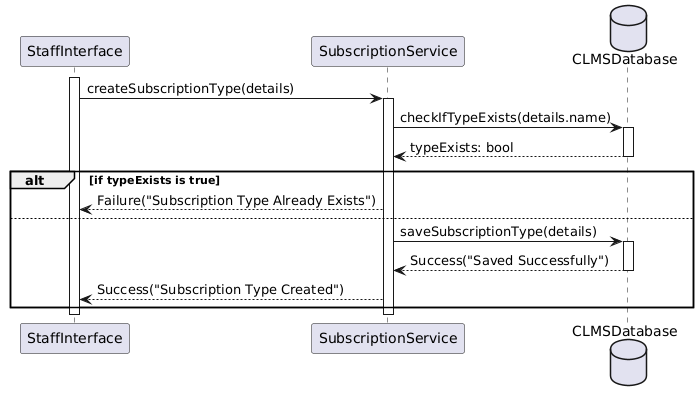 StaffInterface
SubscriptionService
CLMSDatabase
createSubscriptionType(details)
checkIfTypeExists(details.name)
typeExists: bool
alt
[if typeExists is true]
Failure("Subscription Type Already Exists")
saveSubscriptionType(details)
Success("Saved Successfully")
Success("Subscription Type Created")
StaffInterface
SubscriptionService
CLMSDatabase